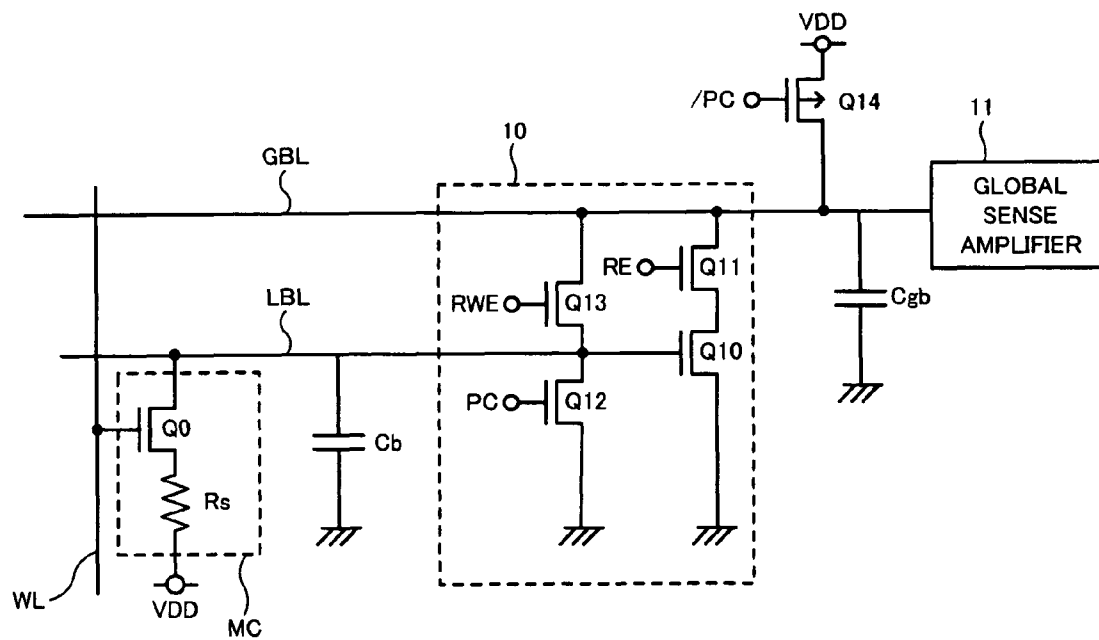 VDD
/PC
Q14
11
10
GBL
GLOBAL
SENSE
AMPLIFIER
RE
Q11
Cgb
RWE
Q13
LBL
Q10
PC
Q12
Q0
Cb
Rs
WL
VDD
MC